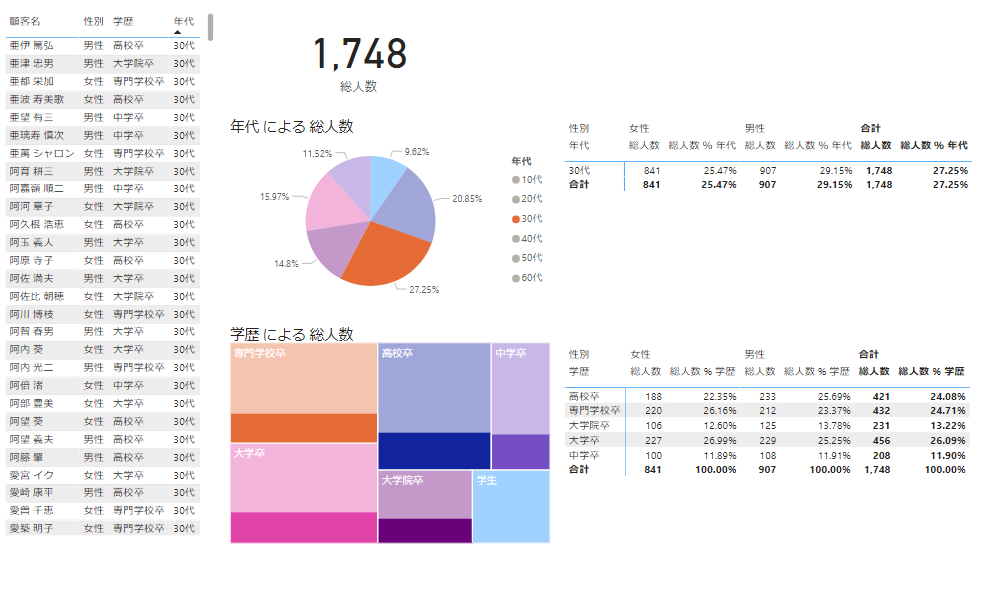 顧客名 性別 学歴 年代
亜伊 篤弘 男性 高校卒 30代
亜津 忠男 男性 大学院卒 30代
亜都 栄加 女性 専門学校卒 30代
亜波 寿美歌 女性 高校卒 30代
亜望 有三 男性 中学卒 30代
亜璃寿 慎次 男性 中学卒 30代
亜萬 シャロン 女性 専門学校卒 30代
阿育 耕三 男性 大学卒 30代
阿嘉嶺 順二 男性 中学卒 30代
阿河 章子 女性 大学院卒 30代
阿久根 浩恵 女性 高校卒 30代
阿玉 義人 男性 大学卒 30代
阿原 寺子 女性 高校卒 30代
阿佐 満夫 男性 大学卒 30代
阿佐比 朝穂 女性 大学院卒 30代
阿川 博枝 女性 専門学校卒 30代
阿智 春男 男性 大学卒 30代
阿内 葵 女性 大学卒 30代
阿内 光二 男性 専門学校卒 30代
阿倍 渚 女性 中学卒 30代
阿部 豊美 女性 大学卒 30代
阿望 葵 女性 高校卒 30代
阿望 義夫 男性 高校卒 30代
阿藤 肇 男性 高校卒 30代
愛宮 イク 女性 大学卒 30代
愛崎 康平 男性 高校卒 30代
愛曽 千恵 女性 専門学校卒 30代
愛築 明子 女性 専門学校卒 30代
1,748
総人数
年代 による 総人数
9.62%
20.85%
27.25%
14.8%
15.97%
11.52%
年代
10代
20代
30代
40代
50代
60代
性別 女性 男性 合計
年代 総人数 総人数 % 年代 総人数 総人数 % 年代 総人数 総人数 % 年代
30代 841 25.47% 907 29.15% 1,748 27.25%
合計 841 25.47% 907 29.15% 1,748 27.25%
学歴 による 総人数
専門学校卒
高校卒
中学卒
大学卒
大学院卒
学生
性別 女性 男性 合計
学歴 総人数 総人数 % 学歴 総人数 総人数 % 学歴 総人数 総人数 % 学歴
高校卒 188 22.35% 233 25.69% 421 24.08%
専門学校卒 220 26.16% 212 23.37% 432 24.71%
大学院卒 106 12.60% 125 13.78% 231 13.22%
大学卒 227 26.99% 229 25.25% 456 26.09%
中学卒 100 11.89% 108 11.91% 208 11.90%
合計 841 100.00% 907 100.00% 1,748 100.00%